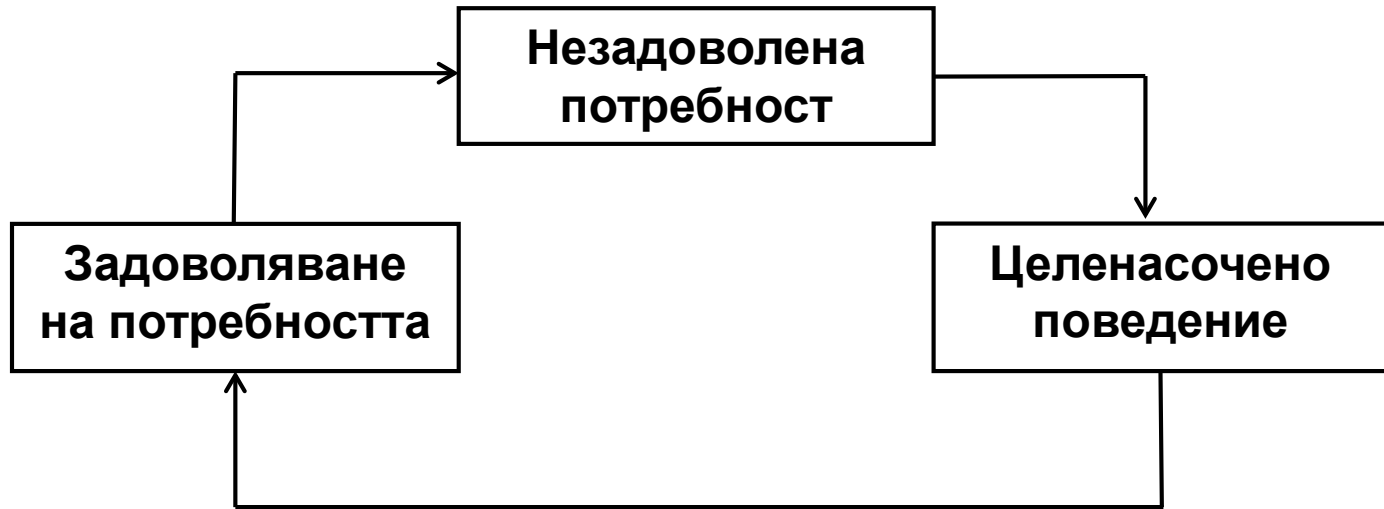 Незадоволена
потребност
Задоволяване
на потребността
Целенасочено
поведение